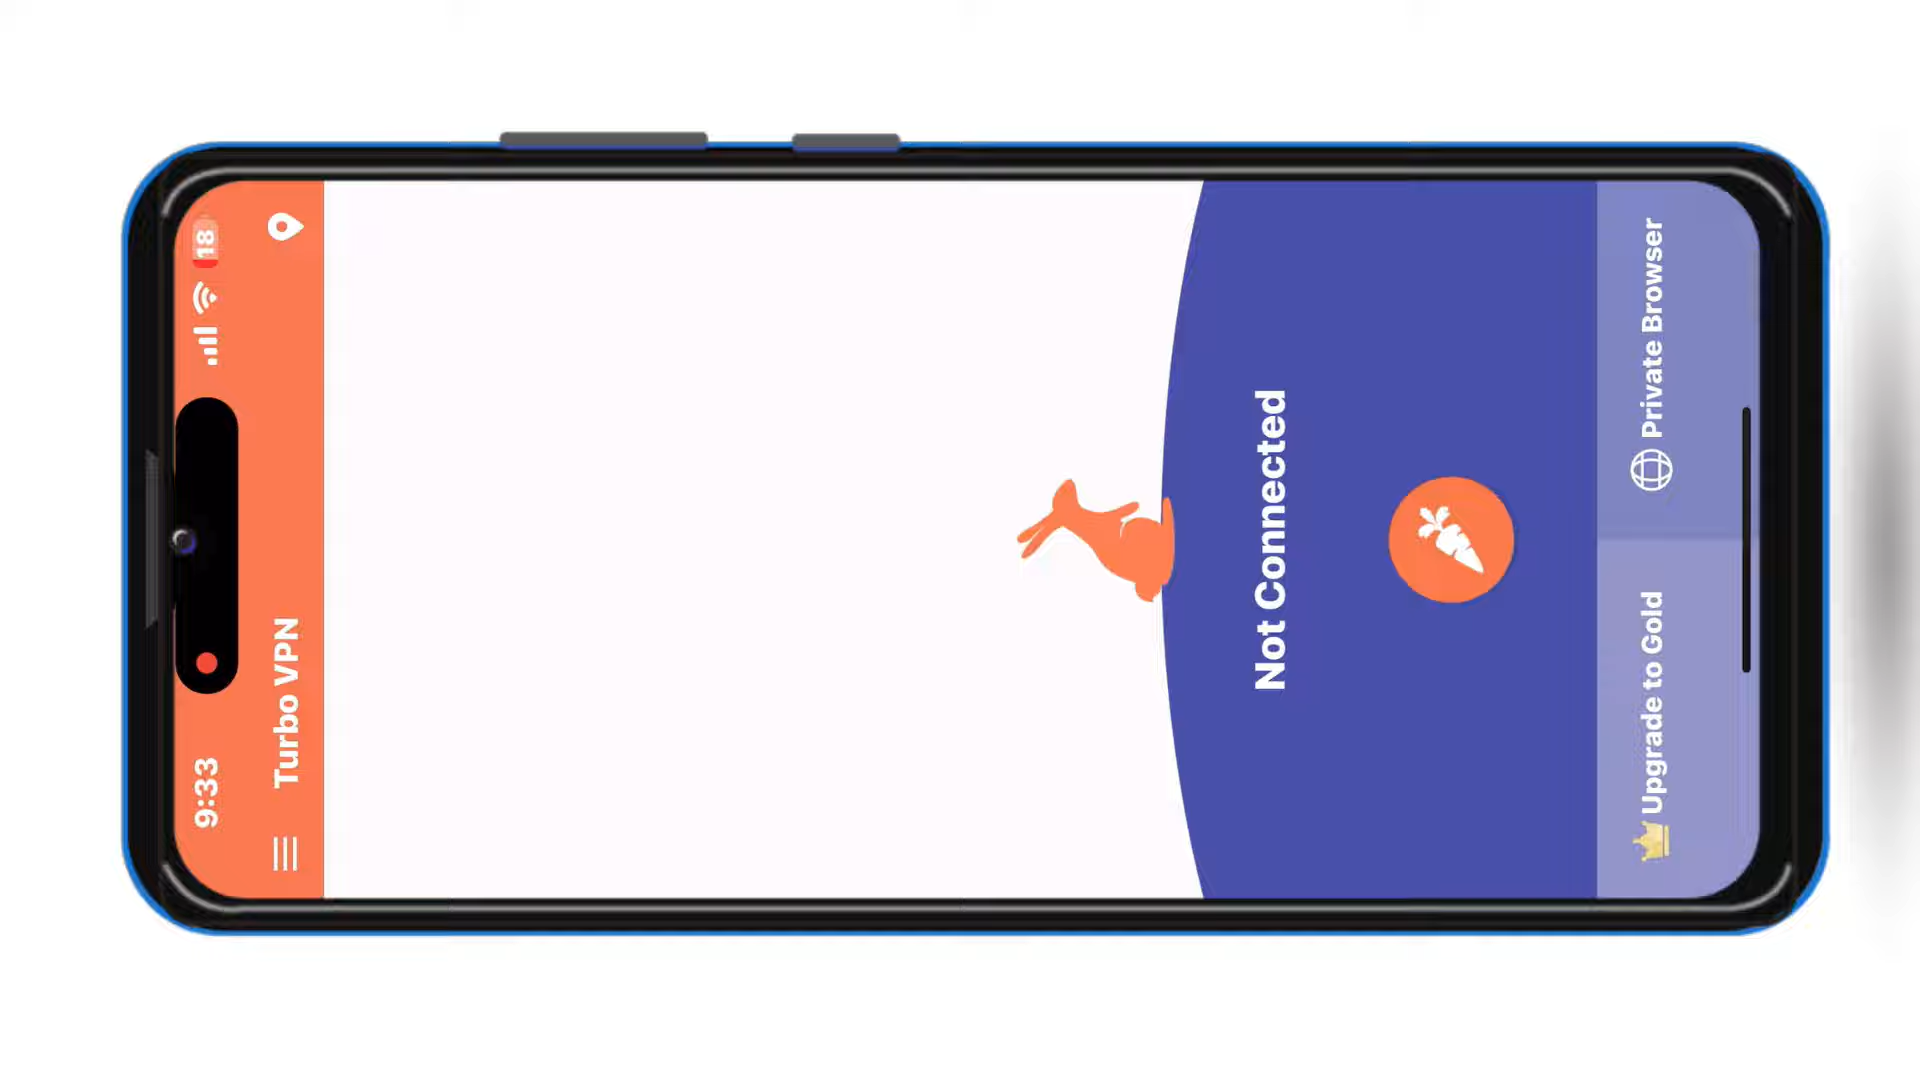 9:33
18
Turbo VPN
Not Connected
Upgrade to Gold
Private Browser